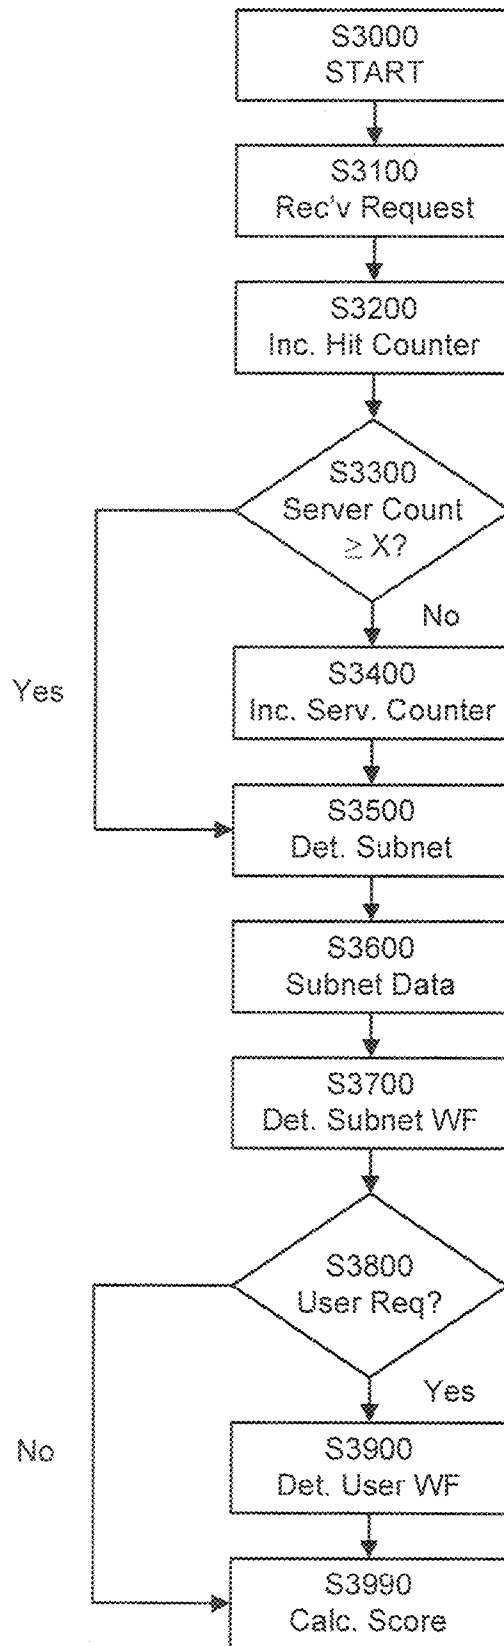 S3000
START
S3100
Rec'v Request
S3200
Inc. Hit Counter
S3300
Server Count
≥ X?
No
Yes
S3400
Inc. Serv. Counter
S3500
Det. Subnet
S3600
Subnet Data
S3700
Det. Subnet WF
S3800
User Req?
Yes
No
S3900
Det. User WF
S3990
Calc. Score